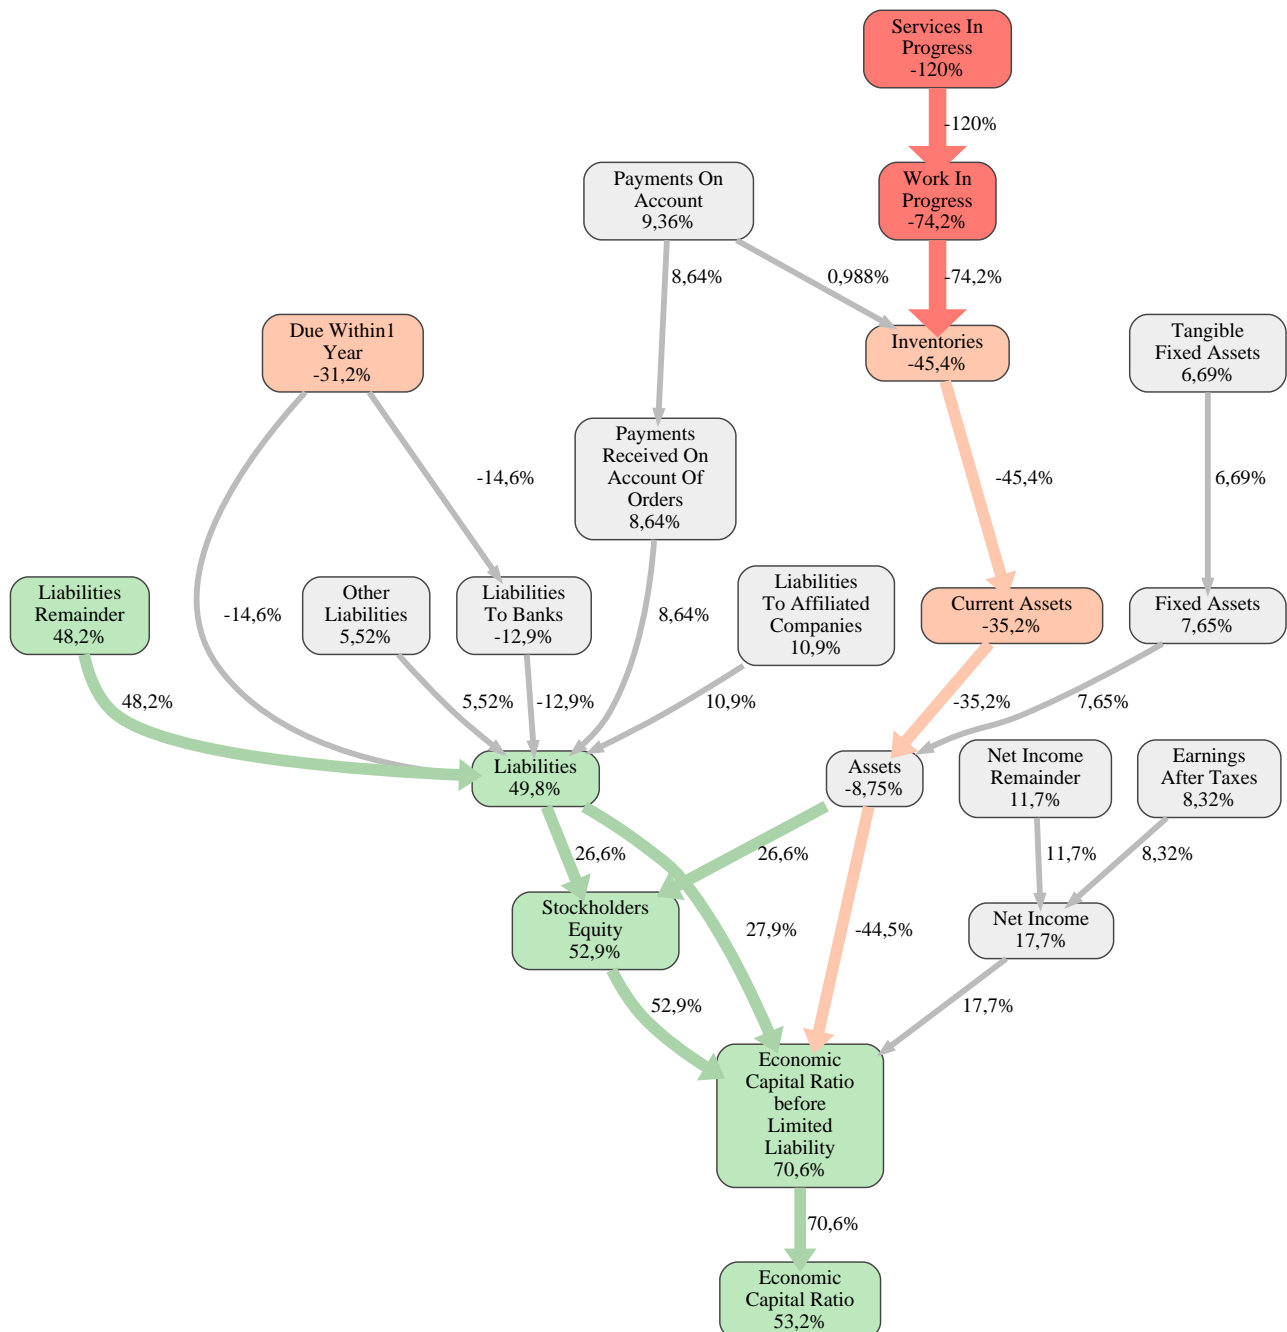 Services In
Progress
-120%
-120%
Payments On
Account
9,36%
Work In
Progress
-74,2%
8,64%
0,988%
-74,2%
Due Within1
Year
-31,2%
Inventories
-45,4%
Tangible
Fixed Assets
6,69%
Payments
Received On
Account Of
Orders
8,64%
-14,6%
-45,4%
6,69%
Liabilities
Remainder
48,2%
-14,6%
Other
Liabilities
5,52%
Liabilities
To Banks
-12,9%
8,64%
Liabilities
To Affiliated
Companies
10,9%
Current Assets
-35,2%
Fixed Assets
7,65%
48,2%
5,52%
-12,9%
10,9%
-35,2%
7,65%
Liabilities
49,8%
Assets
-8,75%
Net Income
Remainder
11,7%
Earnings
After Taxes
8,32%
26,6%
26,6%
11,7%
8,32%
Stockholders
Equity
52,9%
27,9%
-44,5%
Net Income
17,7%
52,9%
17,7%
Economic
Capital Ratio
before
Limited
Liability
70,6%
70,6%
Economic
Capital Ratio
53,2%